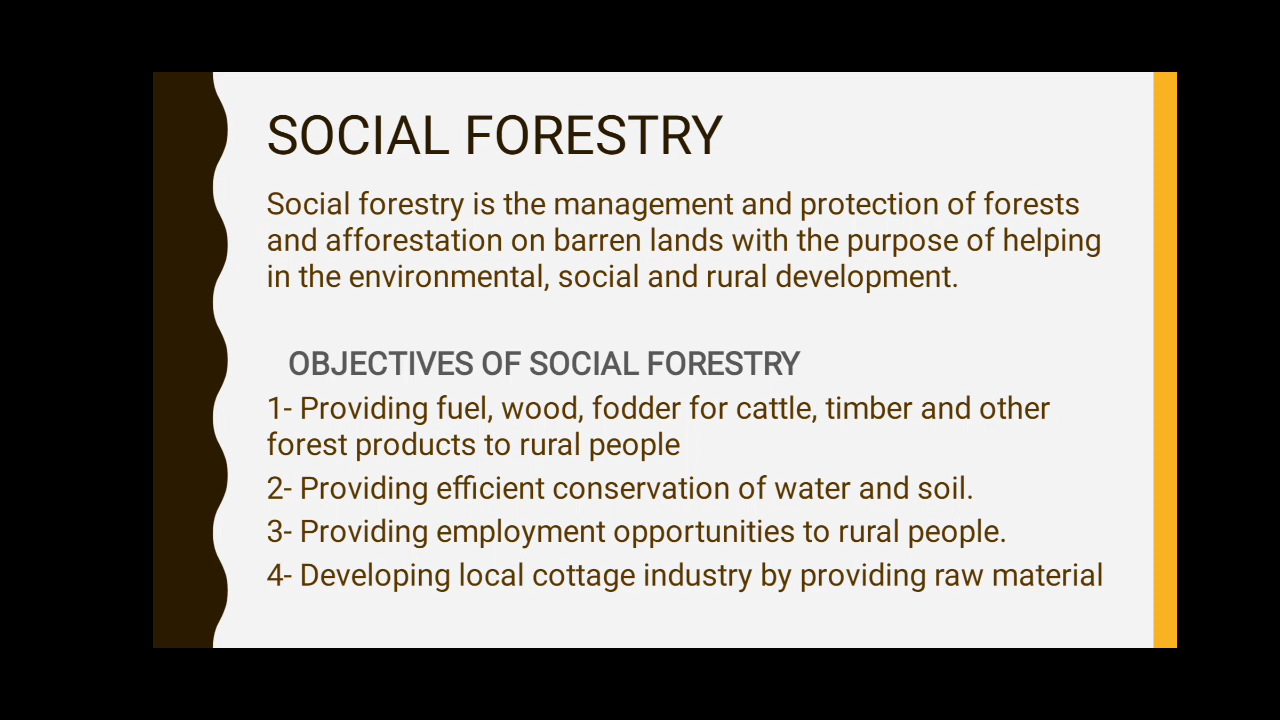 SOCIAL FORESTRY
Social forestry is the management and protection of forests
and afforestation on barren lands with the purpose of helping
in the environmental, social and rural development.
OBJECTIVES OF SOCIAL FORESTRY
1- Providing fuel, wood, fodder for cattle, timber and other
forest products to rural people
2- Providing efficient conservation of water and soil.
3- Providing employment opportunities to rural people.
4- Developing local cottage industry by providing raw material